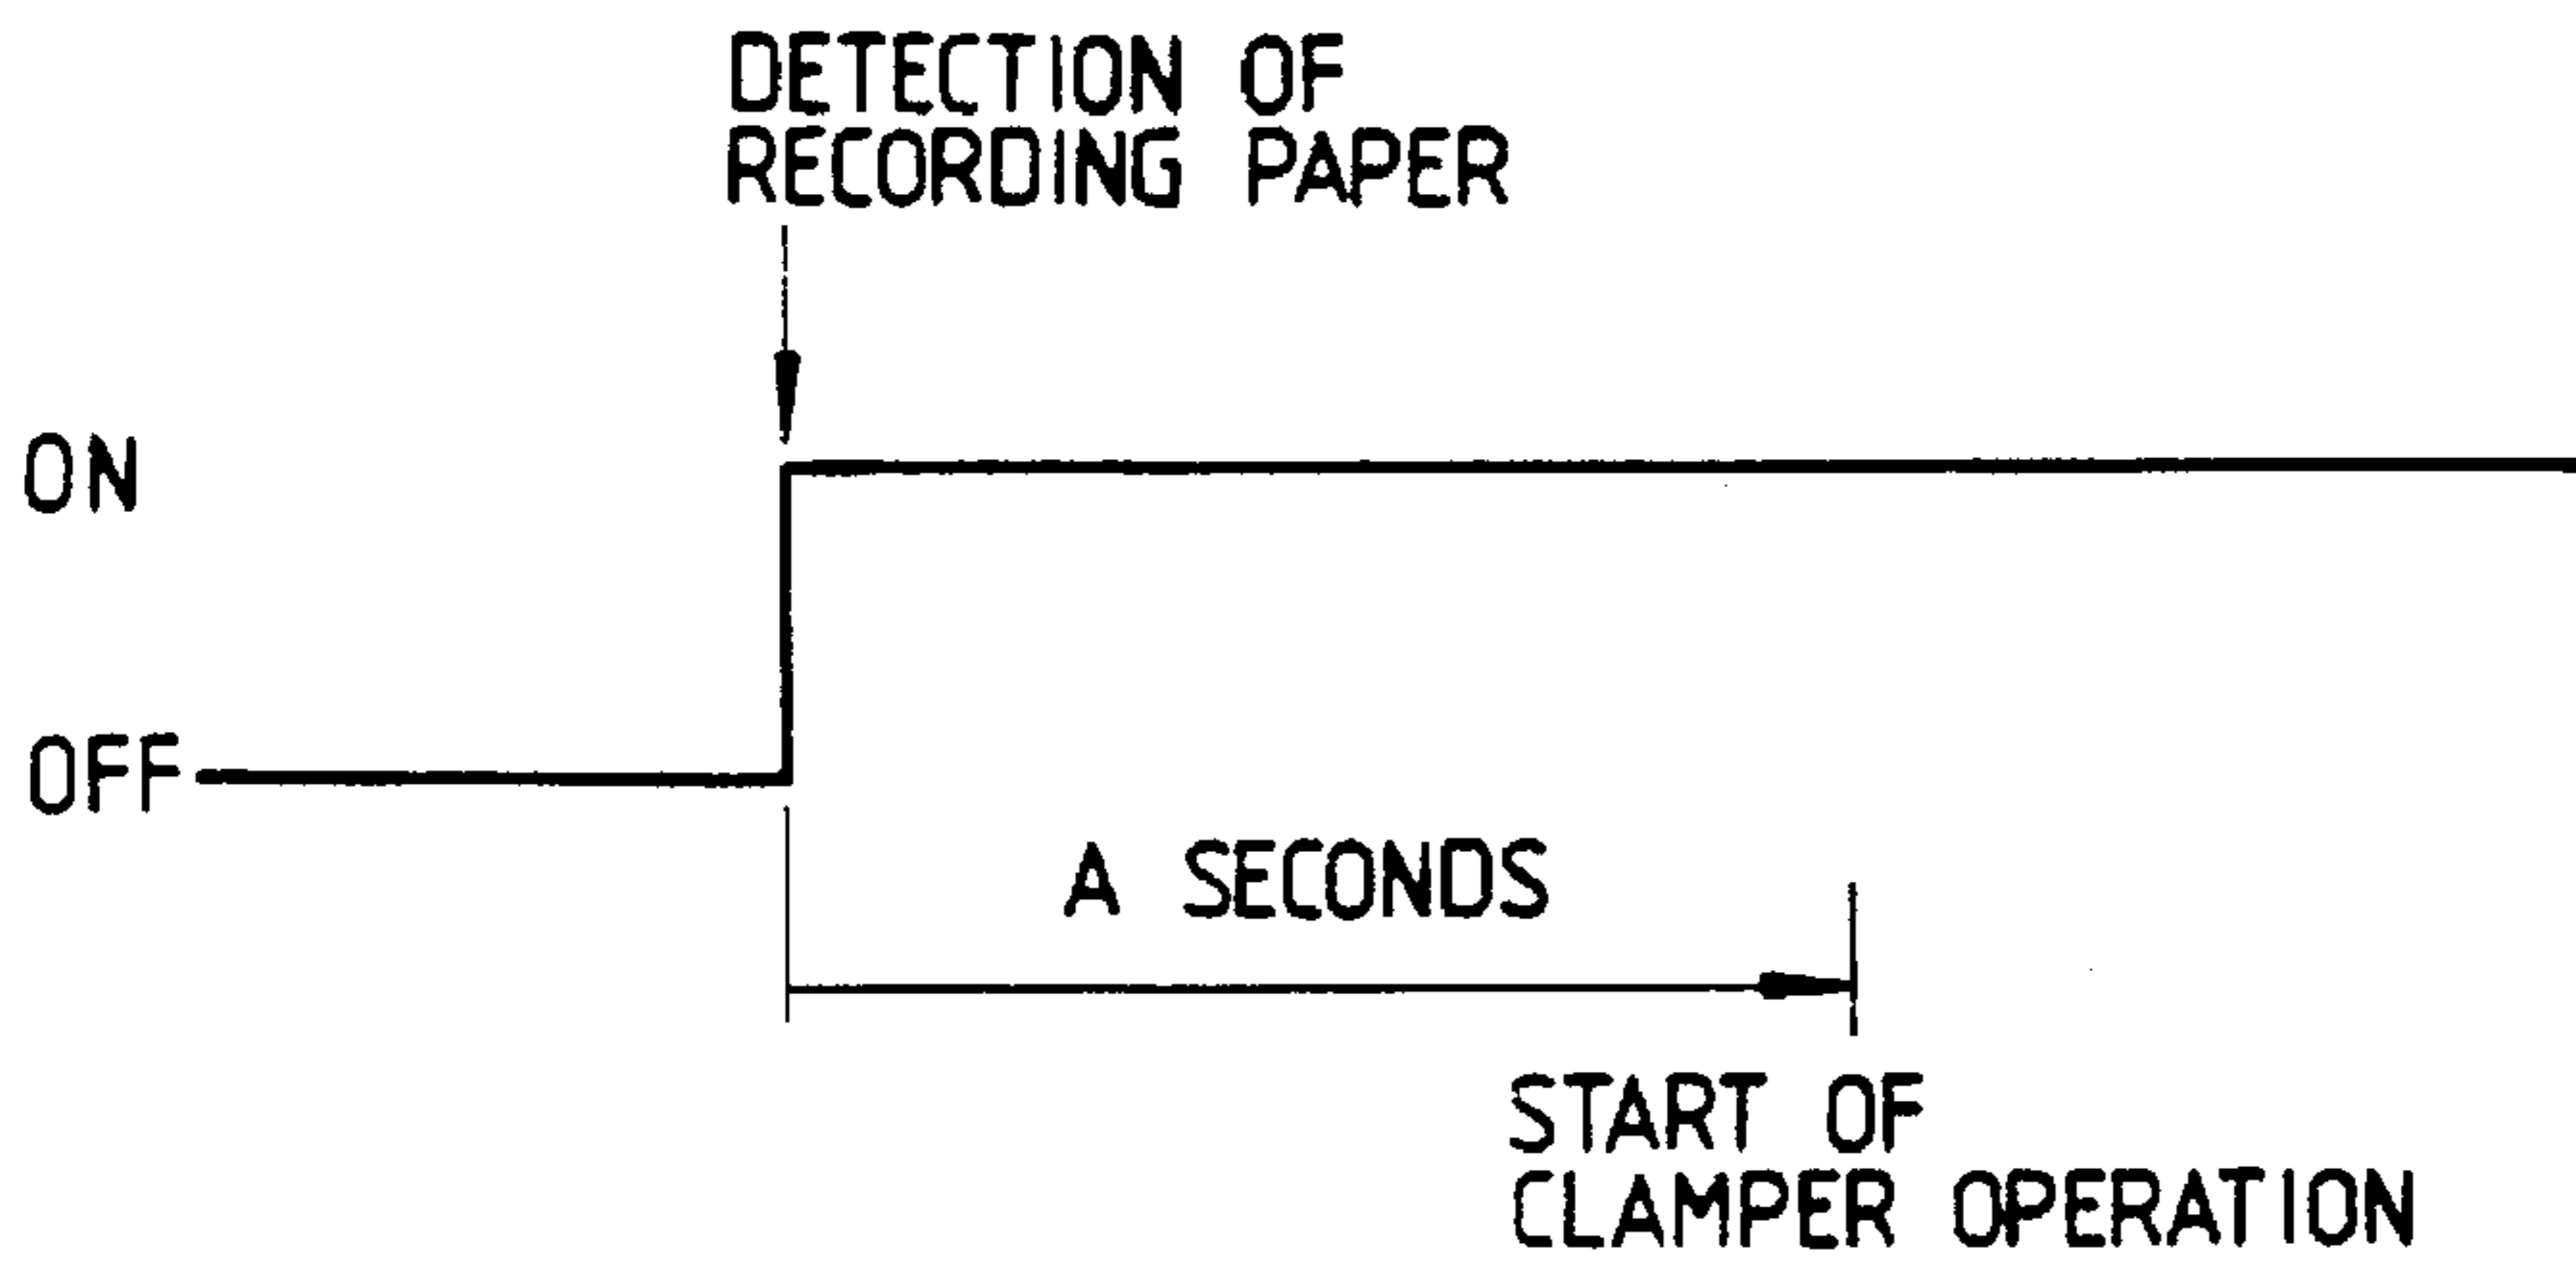 DETECTION OF
RECORDING PAPER
ON
OFF
A SECONDS
START OF
CLAMPER OPERATION